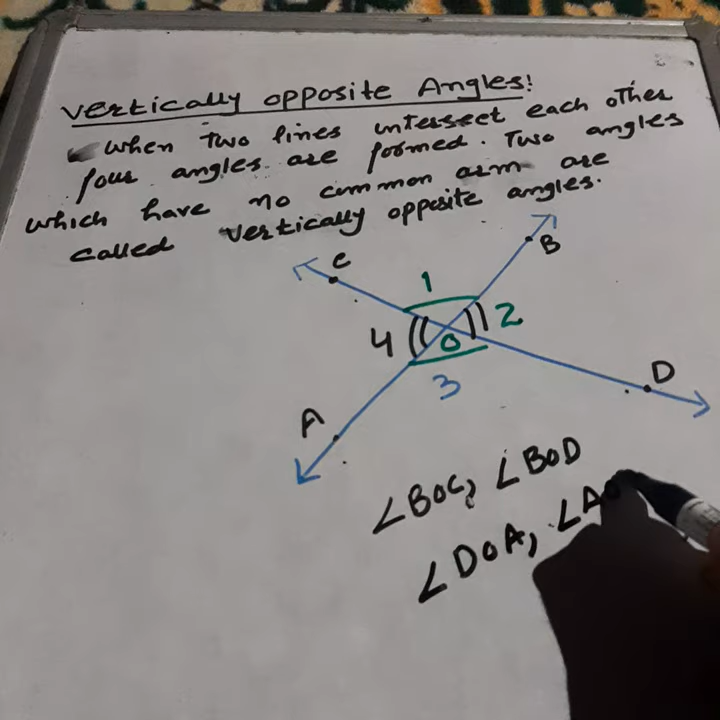 Vertically opposite Angles!
When two lines intersect each other
four angles are formed. Two angles
which have no common arm are
called vertically opposite angles.
C
B
1
4
2
O
3
D
A
∠BOC, ∠BOD
∠DOA, ∠A